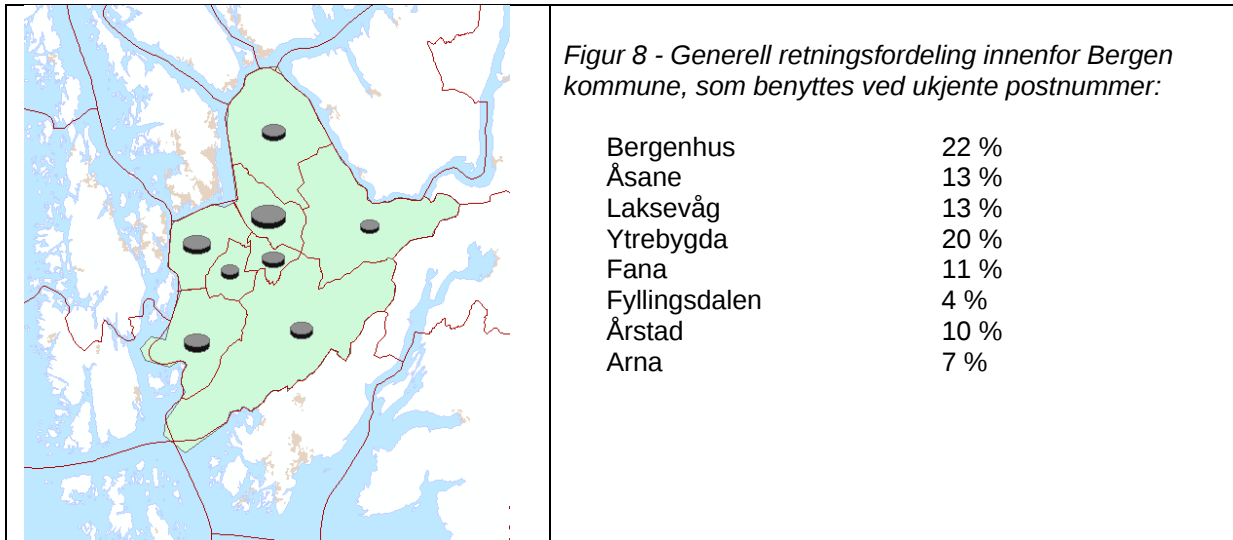 Figur 8 - Generell retningsfordeling innenfor Bergen
kommune, som benyttes ved ukjente postnummer:
Bergenhus 22 %
Åsane 13 %
Laksevåg 13 %
Ytrebygda 20 %
Fana 11 %
Fyllingsdalen 4 %
Årstad 10 %
Arna 7 %